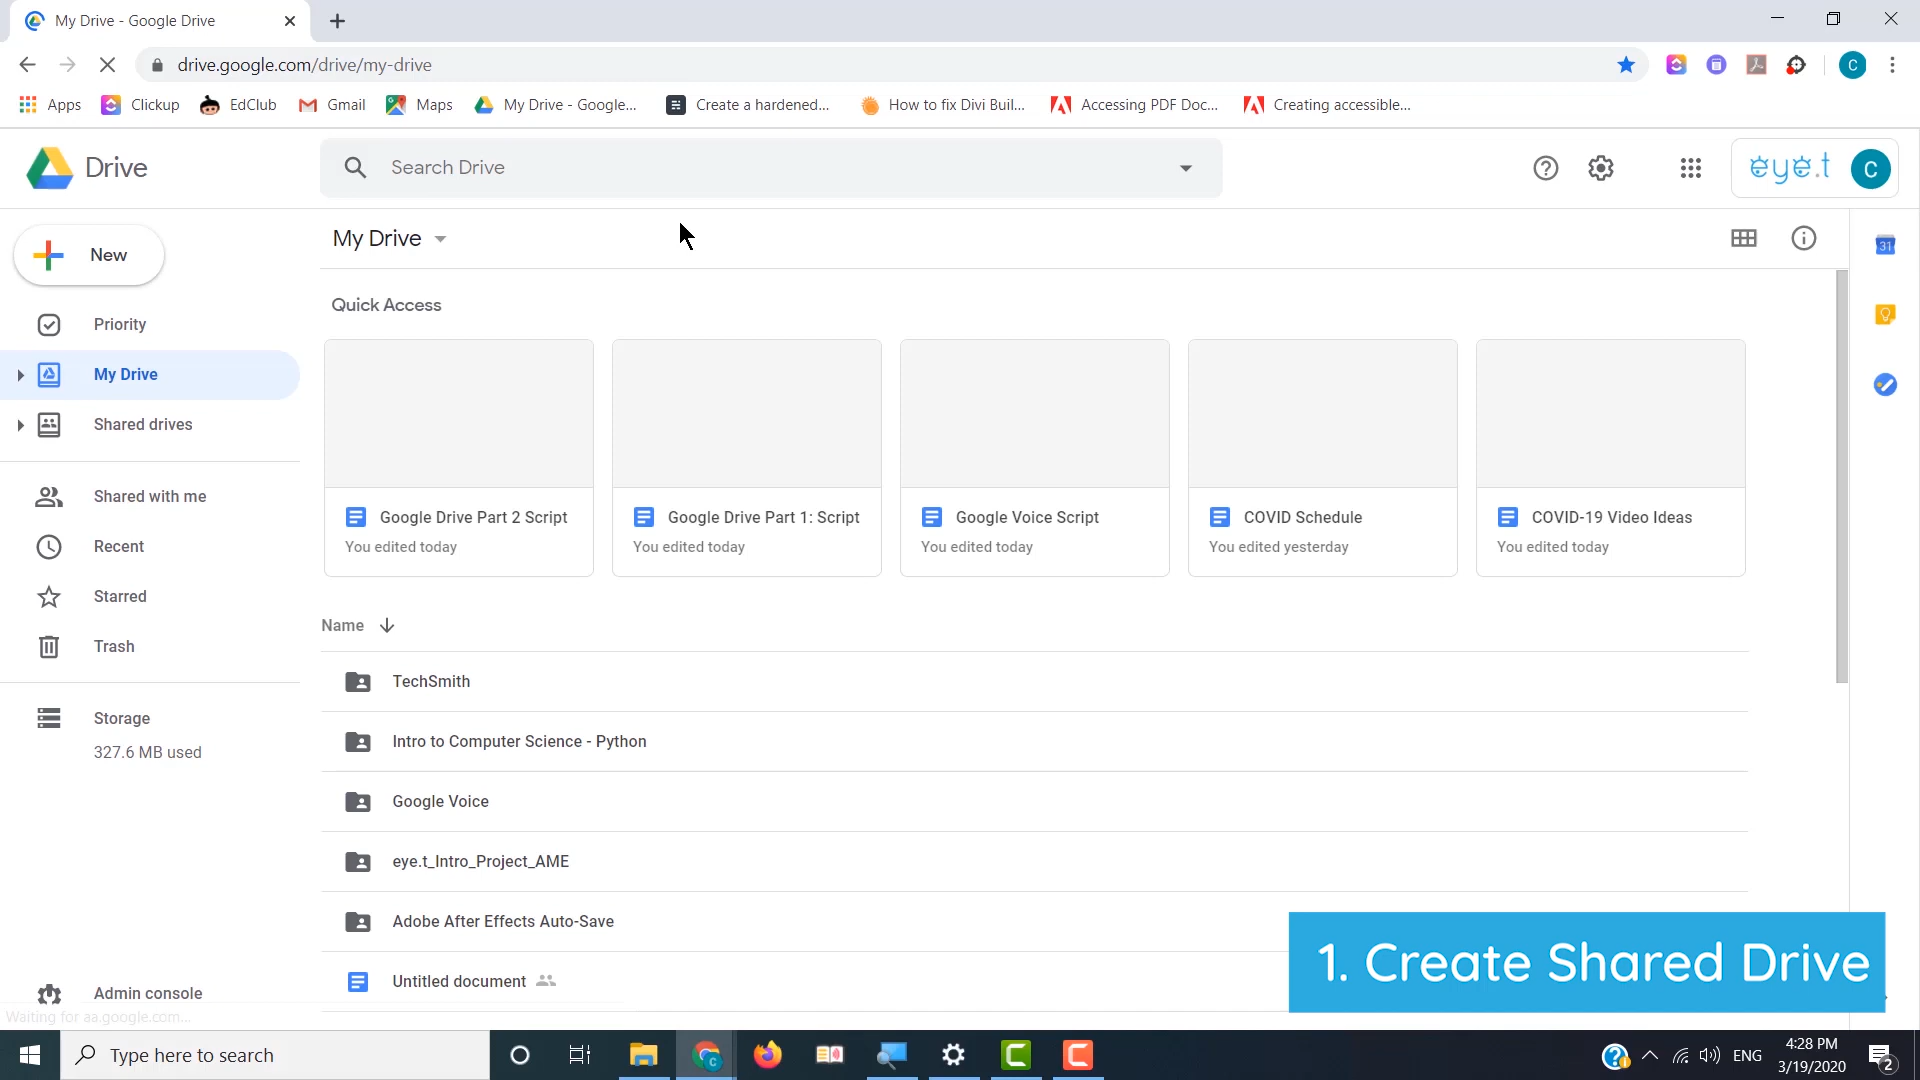 My Drive - Google Drive
drive.google.com/drive/my-drive
C
Apps
Clickup
EdClub
Gmail
Maps
My Drive - Google...
Create a hardened...
How to fix Divi Buil...
Accessing PDF Doc...
Creating accessible...
Drive
Search Drive
eye.t
C
New
My Drive
31
Priority
My Drive
Shared drives
Shared with me
Recent
Starred
Trash
Storage
327.6 MB used
Admin console
Waiting for aa.google.com...
Quick Access
Google Drive Part 2 Script
You edited today
Google Drive Part 1: Script
You edited today
Google Voice Script
You edited today
COVID Schedule
You edited yesterday
COVID-19 Video Ideas
You edited today
Name
TechSmith
Intro to Computer Science - Python
Google Voice
eye.t_Intro_Project_AME
Adobe After Effects Auto-Save
Untitled document
1. Create Shared Drive
Type here to search
C
ENG
4:28 PM
3/19/2020
2